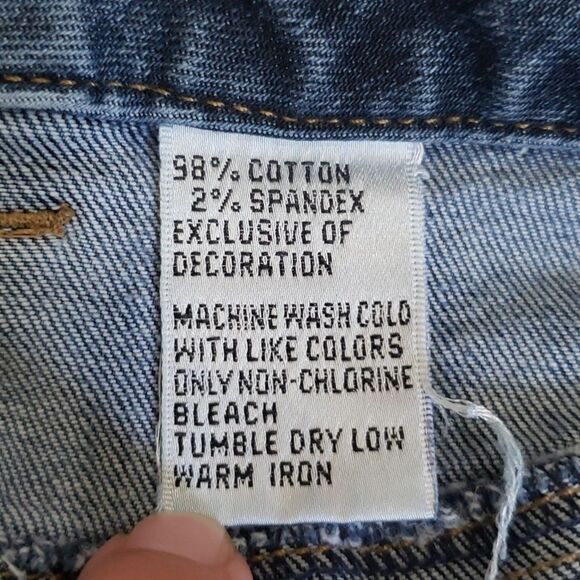 98% COTTON
2% SPANDEX
EXCLUSIVE OF
DECORATION
MACHINE WASH COLD
WITH LIKE COLORS
ONLY NON-CHLORINE
BLEACH
TUMBLE DRY LOW
WARM IRON